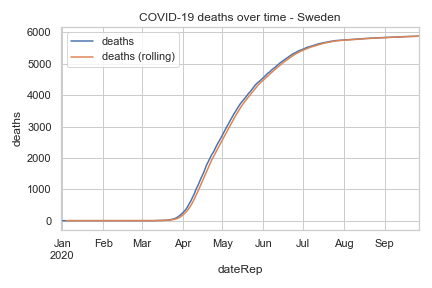 COVID-19 deaths over time - Sweden
deaths
deaths (rolling)
6000
5000
4000
3000
2000
1000
0
deaths
Jan Feb Mar Apr May Jun Jul Aug Sep
2020
dateRep